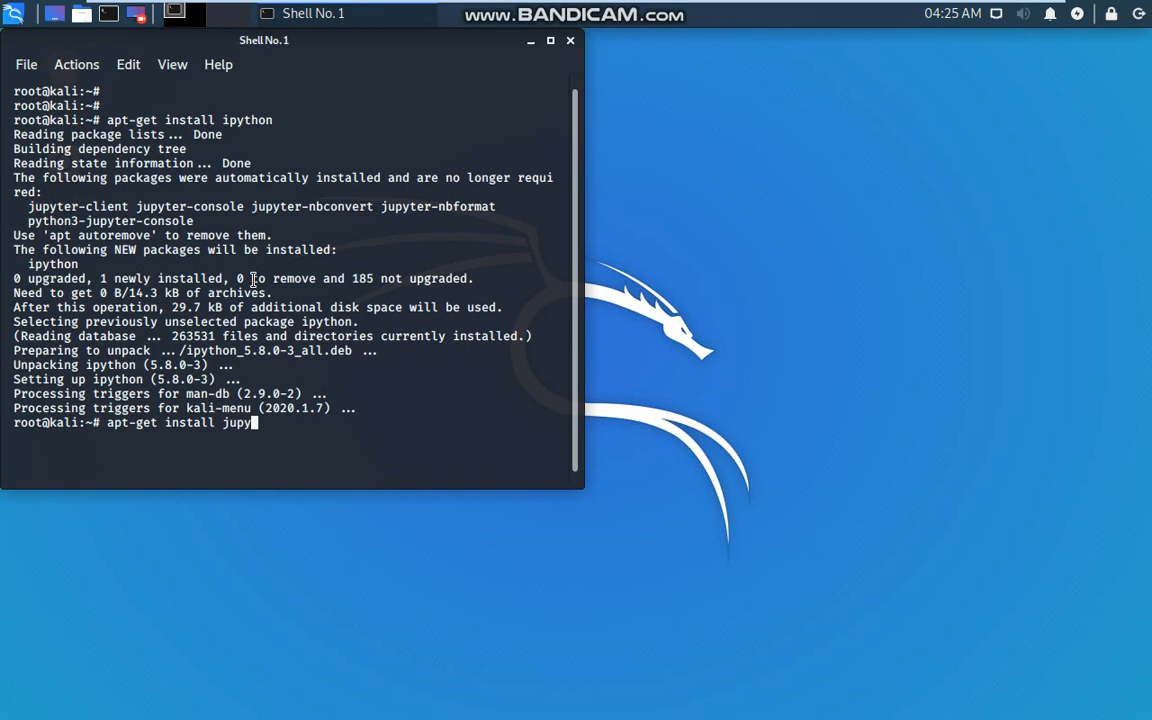 Shell No. 1
www.BANDICAM.com
04:25 AM
Shell No. 1
File Actions Edit View Help
root@kali:~#
root@kali:~#
root@kali:~# apt-get install ipython
Reading package lists... Done
Building dependency tree
Reading state information... Done
The following packages were automatically installed and are no longer requi
red:
jupyter-client jupyter-console jupyter-nbconvert jupyter-nbformat
python3-jupyter-console
Use 'apt autoremove' to remove them.
The following NEW packages will be installed:
ipython
0 upgraded, 1 newly installed, 0 to remove and 185 not upgraded.
Need to get 0 B/14.3 kB of archives.
After this operation, 29.7 kB of additional disk space will be used.
Selecting previously unselected package ipython.
(Reading database ... 263531 files and directories currently installed.)
Preparing to unpack .../ipython_5.8.0-3_all.deb ...
Unpacking ipython (5.8.0-3) ...
Setting up ipython (5.8.0-3) ...
Processing triggers for man-db (2.9.0-2) ...
Processing triggers for kali-menu (2020.1.7) ...
root@kali:~# apt-get install jupy